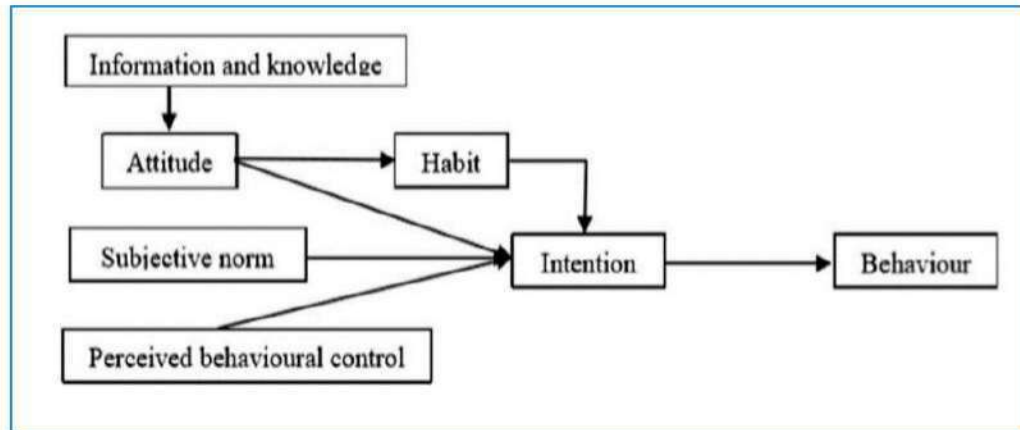 Information and knowledge
Attitude
Habit
Subjective norm
Intention
Behaviour
Perceived behavioural control